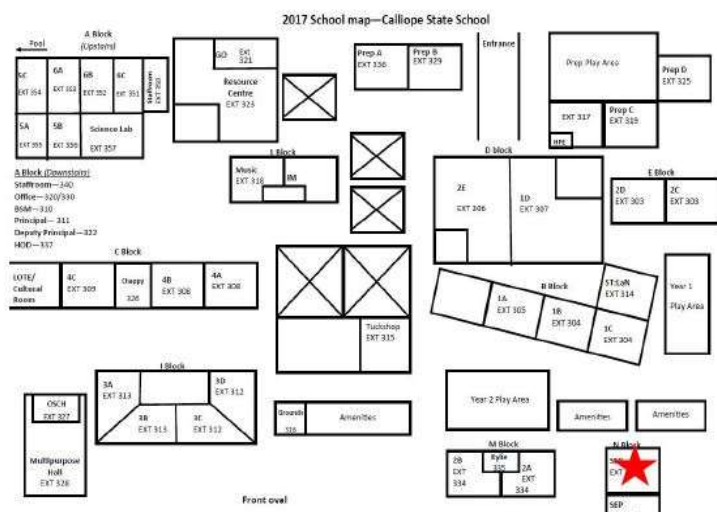 2017 School map—Calliope State School
A Block
(Upstairs)
Pool
6A
6B
6C
EXT 354
EXT 353
EXT 352
EXT 351
Staffroom
EXT 350
5A
5B
Science Lab
EXT 355
EXT 356
EXT 357
GO
Ext
321
Resource
Centre
EXT 323
Prep A
EXT 336
Prep B
EXT 329
Entrance
Prep Play Area
Prep D
EXT 325
EXT 317
Prep C
EXT 319
HPE
A Block (Downstairs)
Staffroom—340
Office—320/330
BSM—310
Principal—311
Deputy Principal—322
HOD—337
L Block
Music
EXT 318
IM
D block
2E
EXT 306
1D
EXT 307
E Block
2D
EXT 303
2C
EXT 303
C Block
LOTE/
Cultural
Room
4C
EXT 309
Chappy
326
4B
EXT 308
4A
EXT 308
Tuckshop
EXT 315
B Block
1A
EXT 305
1B
EXT 304
1C
EXT 304
ST:LaN
EXT 314
Year 1
Play Area
I Block
3A
EXT 313
3B
EXT 313
3C
EXT 312
3D
EXT 312
OSCH
EXT 327
Multipurpose
Hall
EXT 328
Grounds
316
Amenities
Year 2 Play Area
Amenities
Amenities
M Block
2B
EXT
334
Kylie
335
2A
EXT
334
N Block
EXT
SEP
Front oval